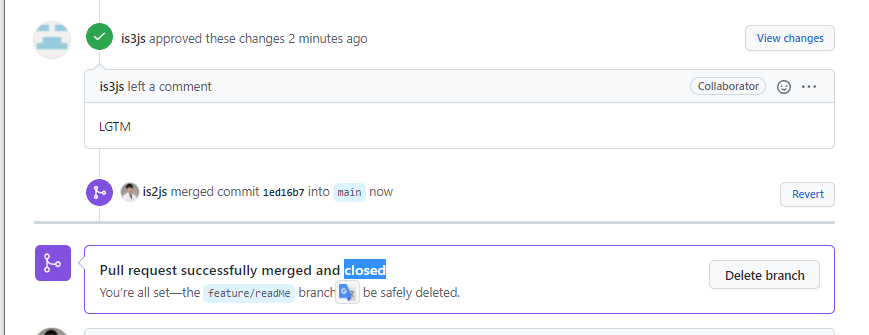 is3js approved these changes 2 minutes ago
View changes
is3js left a comment
Collaborator
LGTM
is2js merged commit 1ed16b7 into main now
Revert
Pull request successfully merged and closed
Delete branch
You're all set—the feature/readMe branch be safely deleted.